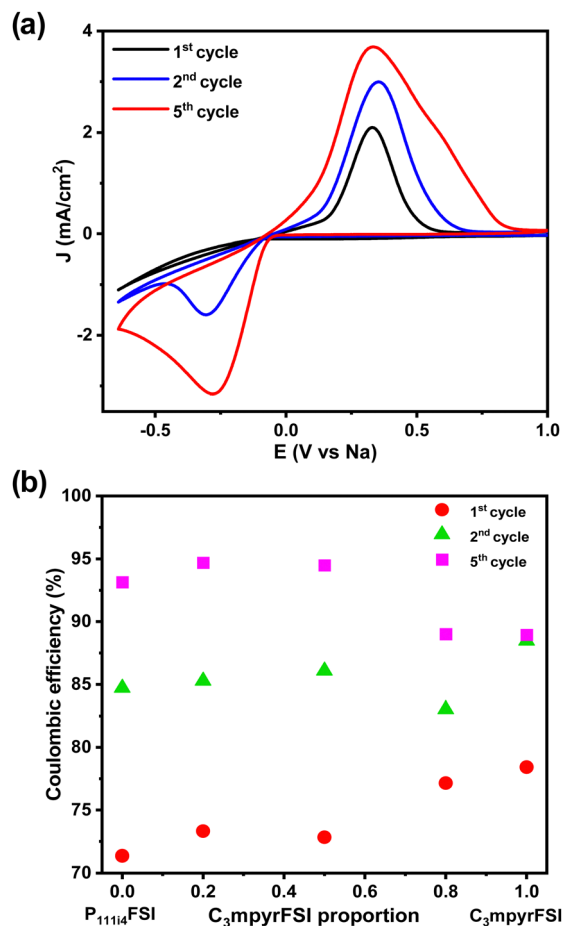 (a)
1st cycle
2nd cycle
5th cycle
J (mA/cm2)
4
2
0
-2
-0.5 0.0 0.5 1.0
E (V vs Na)
(b)
1st cycle
2nd cycle
5th cycle
Coulombic efficiency (%)
100
95
90
85
80
75
70
0.0 0.2 0.4 0.6 0.8 1.0
P111i4FSI C3mpyrFSI proportion C3mpyrFSI